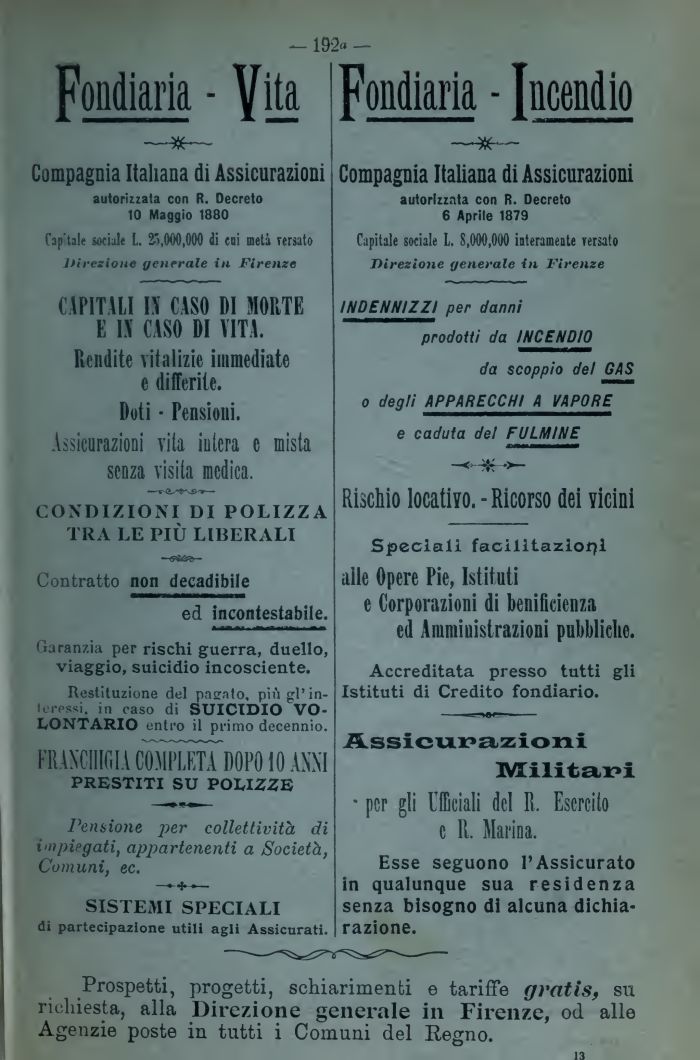 — 192a —
Fondiaria - Vita
Compagnia Italiana di Assicurazioni
autorizzata con R. Decreto
10 Maggio 1880
Capitale sociale L. 25,000,000 di cui metà versato
Direzione generale in Firenze
CAPITALI IN CASO DI MORTE
E IN CASO DI VITA.
Rendite vitalizie immediate
e differite.
Doti - Pensioni.
Assicurazioni vita intera e mista
senza visita medica.
CONDIZIONI DI POLIZZA
TRA LE PIÙ LIBERALI
Contratto non decadibile
ed incontestabile.
Garanzia per rischi guerra, duello,
viaggio, suicidio incosciente.
Restituzione del pagato, più gl'in-
teressi, in caso di SUICIDIO VO-
LONTARIO entro il primo decennio.
FRANCHIGIA COMPLETA DOPO 10 ANNI
PRESTITI SU POLIZZE
Pensione per collettività di
impiegati, appartenenti a Società,
Comuni, ec.
SISTEMI SPECIALI
di partecipazione utili agli Assicurati.
Fondiaria - Incendio
Compagnia Italiana di Assicurazioni
autorizzata con R. Decreto
6 Aprile 1879
Capitale sociale L. 8,000,000 interamente versato
Direzione generale in Firenze
INDENNIZZI per danni
prodotti da INCENDIO
da scoppio del GAS
o degli APPARECCHI A VAPORE
e caduta del FULMINE
Rischio locativo. - Ricorso dei vicini
Speciali facilitazioni
alle Opere Pie, Istituti
e Corporazioni di benificienza
ed Amministrazioni pubbliche.
Accreditata presso tutti gli
Istituti di Credito fondiario.
Assicurazioni
Militari
per gli Ufficiali del R. Esercito
e R. Marina.
Esse seguono l'Assicurato
in qualunque sua residenza
senza bisogno di alcuna dichia-
razione.
Prospetti, progetti, schiarimenti e tariffe gratis, su
richiesta, alla Direzione generale in Firenze, od alle
Agenzie poste in tutti i Comuni del Regno.
13